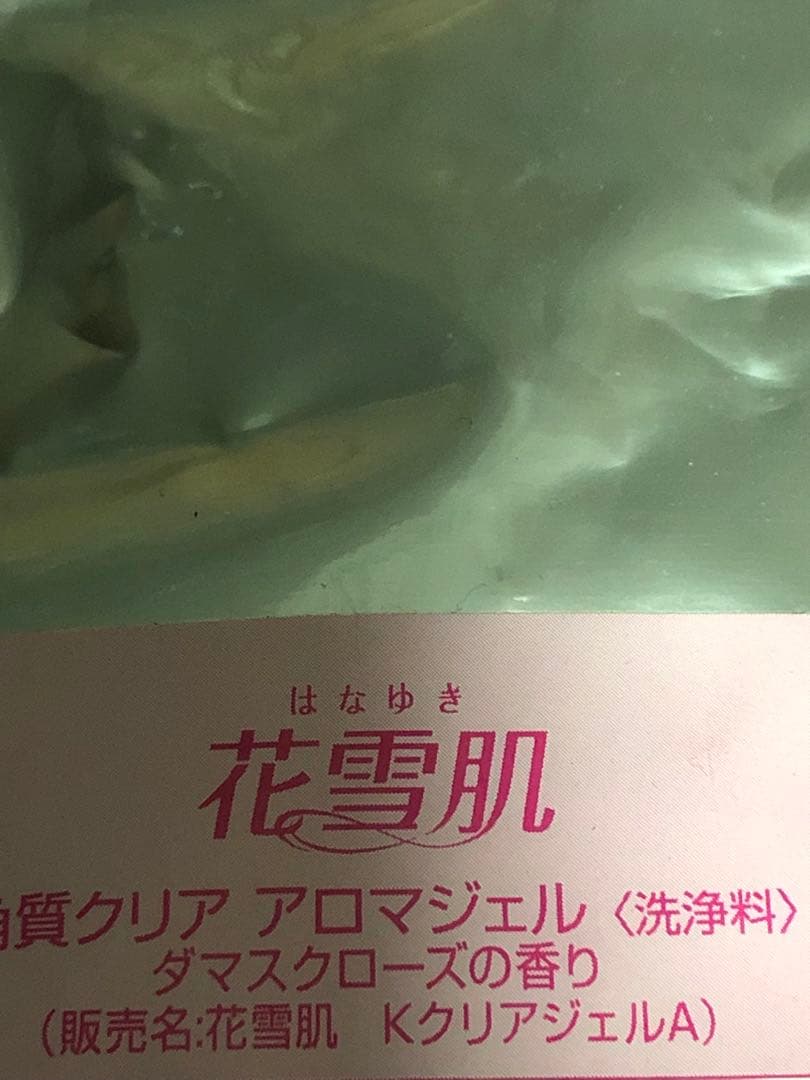 はなゆき
花雪肌
角質クリア アロマジェル〈洗浄料〉
ダマスクローズの香り
(販売名:花雪肌　KクリアジェルA)